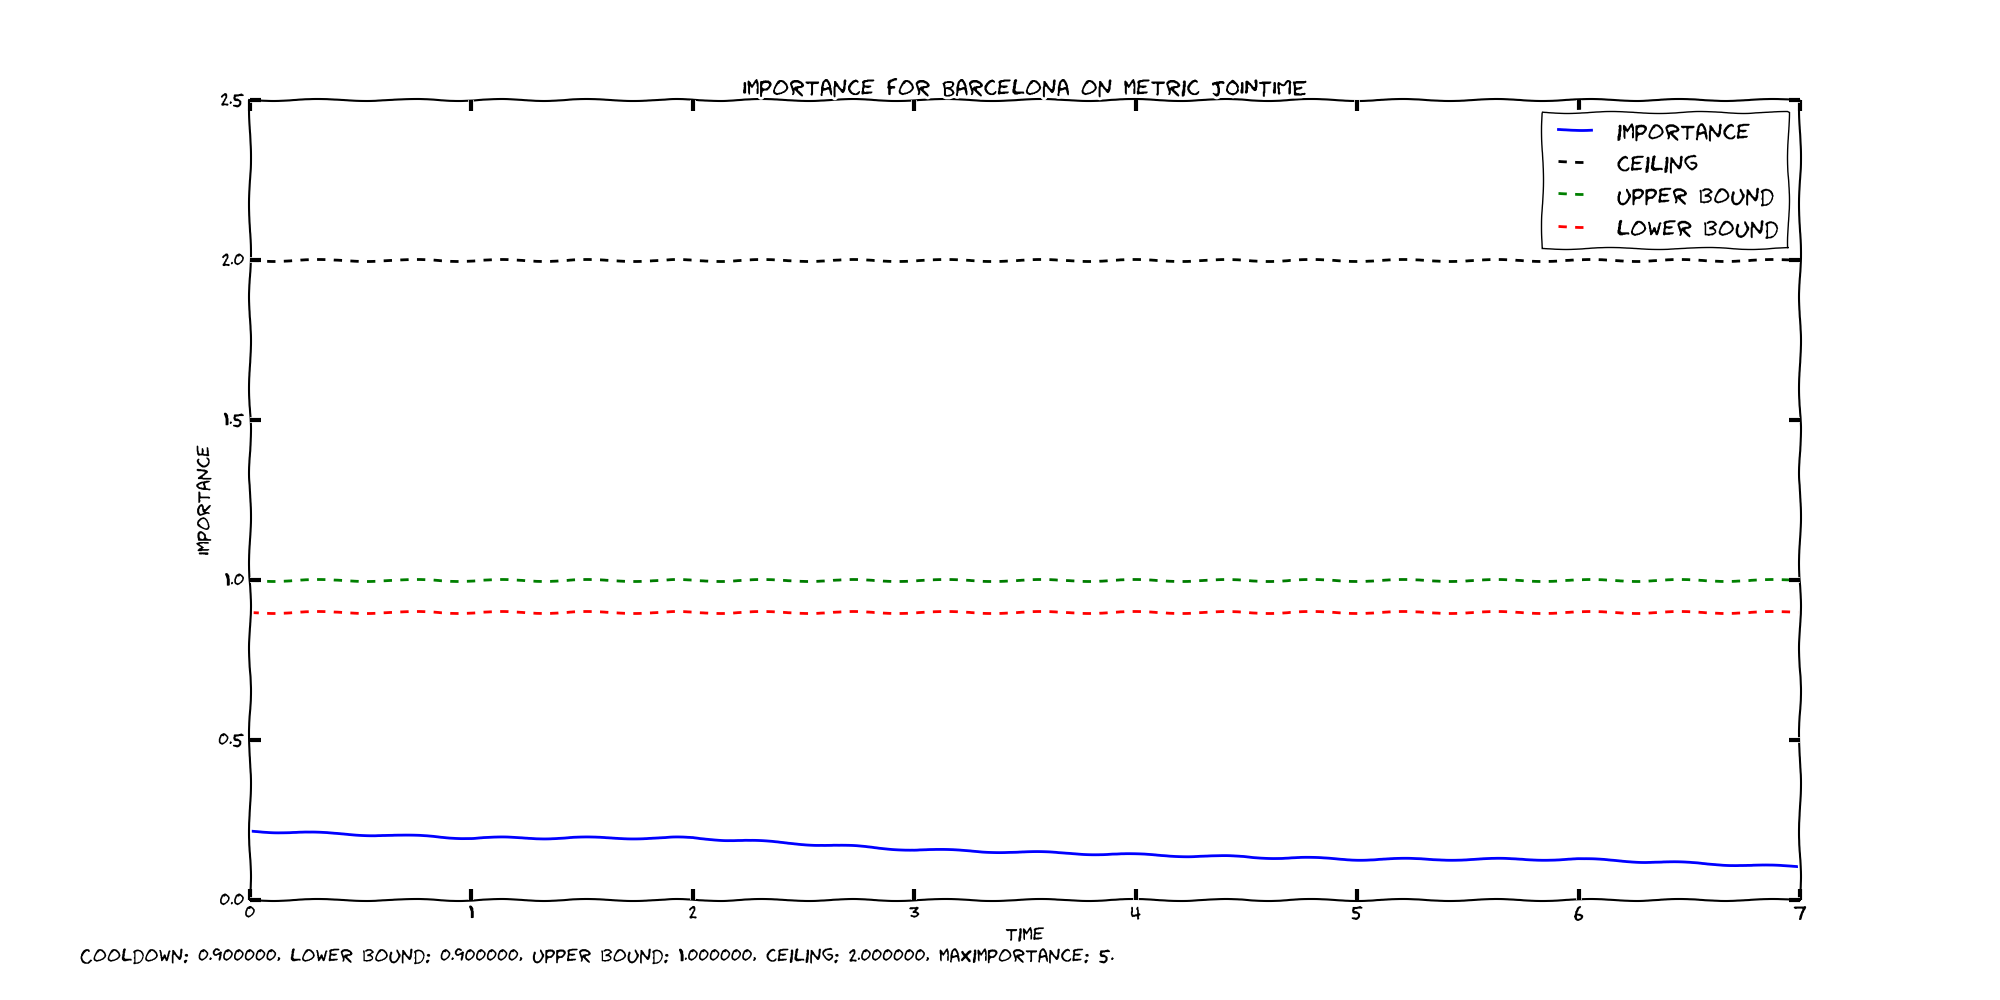 IMPORTANCE FOR BARCELONA ON METRIC JOINTIME
2.5
2.0
1.5
1.0
0.5
0.0
IMPORTANCE
IMPORTANCE
CEILING
UPPER BOUND
LOWER BOUND
0 1 2 3 4 5 6 7
TIME
COOLDOWN: 0.900000. LOWER BOUND: 0.900000. UPPER BOUND: 1.000000. CEILING: 2.000000. MAXIMPORTANCE: 5.